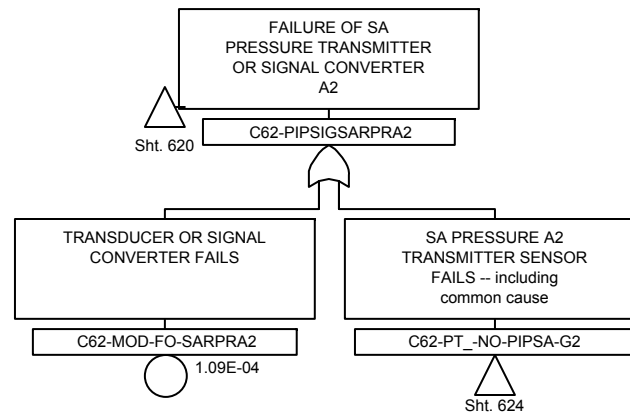 FAILURE OF SA
PRESSURE TRANSMITTER
OR SIGNAL CONVERTER
A2
C62-PIPSIGSARPRA2
Sht. 620
TRANSDUCER OR SIGNAL
CONVERTER FAILS
C62-MOD-FO-SARPRA2
1.09E-04
SA PRESSURE A2
TRANSMITTER SENSOR
FAILS -- including
common cause
C62-PT_-NO-PIPSA-G2
Sht. 624